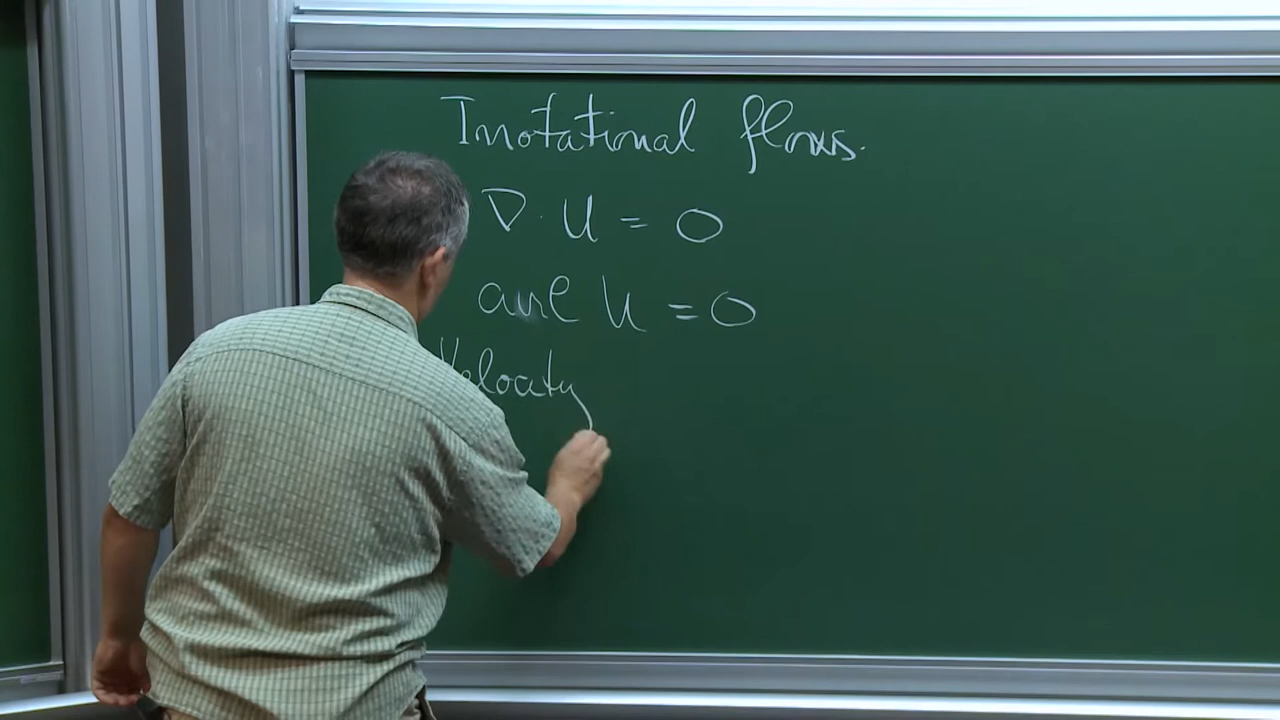 Irrotational flows.
∇ · u = 0
curl u = 0
Velocity